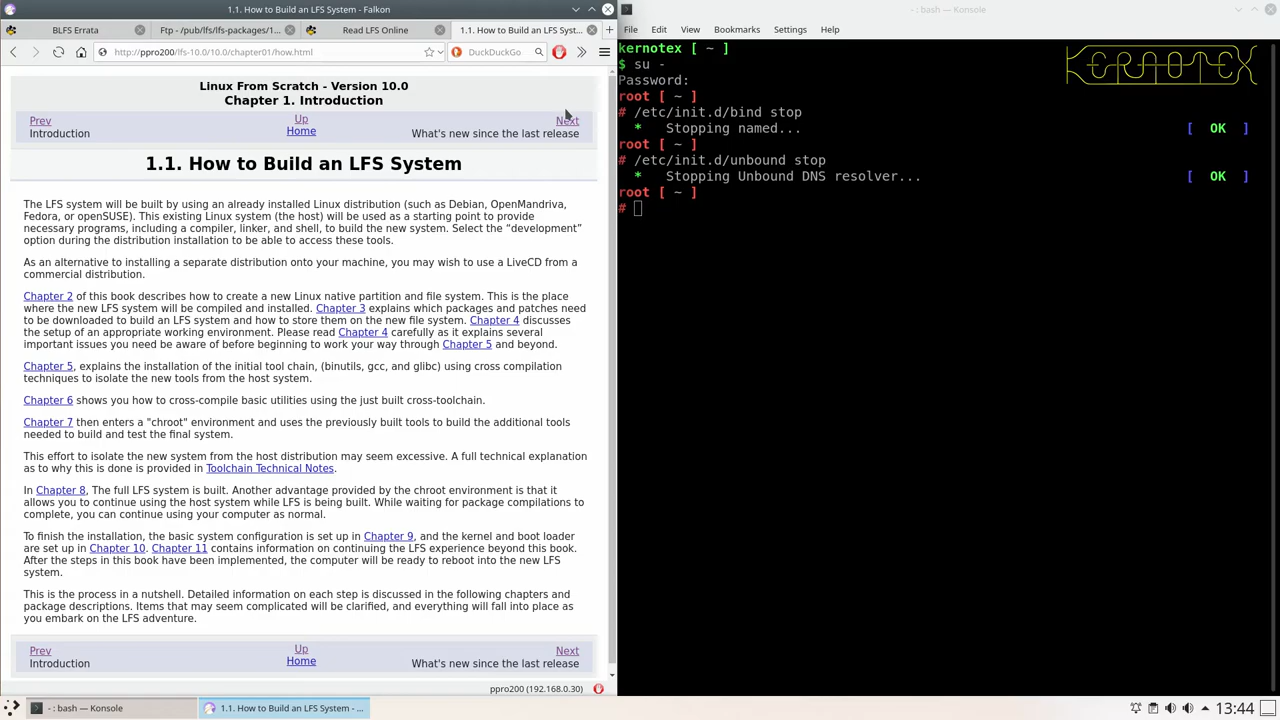 1.1. How to Build an LFS System - Falkon
BLFS Errata
Ftp - /pub/lfs/lfs-packages/1...
Read LFS Online
1.1. How to Build an LFS Syst...
http://ppro200/lfs-10.0/10.0/chapter01/how.html
DuckDuckGo
Linux From Scratch - Version 10.0
Chapter 1. Introduction
Prev
Up
Next
Introduction
Home
What's new since the last release
1.1. How to Build an LFS System
The LFS system will be built by using an already installed Linux distribution (such as Debian, OpenMandriva,
Fedora, or openSUSE). This existing Linux system (the host) will be used as a starting point to provide
necessary programs, including a compiler, linker, and shell, to build the new system. Select the “development”
option during the distribution installation to be able to access these tools.
As an alternative to installing a separate distribution onto your machine, you may wish to use a LiveCD from a
commercial distribution.
Chapter 2 of this book describes how to create a new Linux native partition and file system. This is the place
where the new LFS system will be compiled and installed. Chapter 3 explains which packages and patches need
to be downloaded to build an LFS system and how to store them on the new file system. Chapter 4 discusses
the setup of an appropriate working environment. Please read Chapter 4 carefully as it explains several
important issues you need be aware of before beginning to work your way through Chapter 5 and beyond.
Chapter 5, explains the installation of the initial tool chain, (binutils, gcc, and glibc) using cross compilation
techniques to isolate the new tools from the host system.
Chapter 6 shows you how to cross-compile basic utilities using the just built cross-toolchain.
Chapter 7 then enters a "chroot" environment and uses the previously built tools to build the additional tools
needed to build and test the final system.
This effort to isolate the new system from the host distribution may seem excessive. A full technical explanation
as to why this is done is provided in Toolchain Technical Notes.
In Chapter 8, The full LFS system is built. Another advantage provided by the chroot environment is that it
allows you to continue using the host system while LFS is being built. While waiting for package compilations to
complete, you can continue using your computer as normal.
To finish the installation, the basic system configuration is set up in Chapter 9, and the kernel and boot loader
are set up in Chapter 10. Chapter 11 contains information on continuing the LFS experience beyond this book.
After the steps in this book have been implemented, the computer will be ready to reboot into the new LFS
system.
This is the process in a nutshell. Detailed information on each step is discussed in the following chapters and
package descriptions. Items that may seem complicated will be clarified, and everything will fall into place as
you embark on the LFS adventure.
Prev
Up
Next
Introduction
Home
What's new since the last release
ppro200 (192.168.0.30)
- : bash — Konsole
File Edit View Bookmarks Settings Help
KERNOTEX
kernotex [ ~ ]
$ su -
Password:
root [ ~ ]
# /etc/init.d/bind stop
* Stopping named... [ OK ]
root [ ~ ]
# /etc/init.d/unbound stop
* Stopping Unbound DNS resolver... [ OK ]
root [ ~ ]
#
- : bash — Konsole
1.1. How to Build an LFS System - ...
13:44